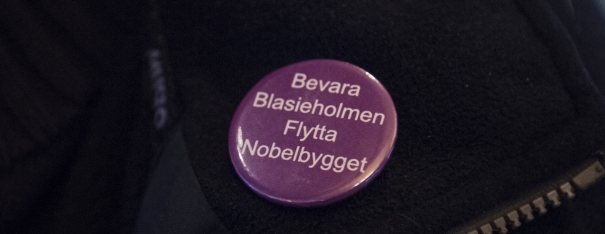 Bevara
Blasieholmen
Flytta
Nobelbygget